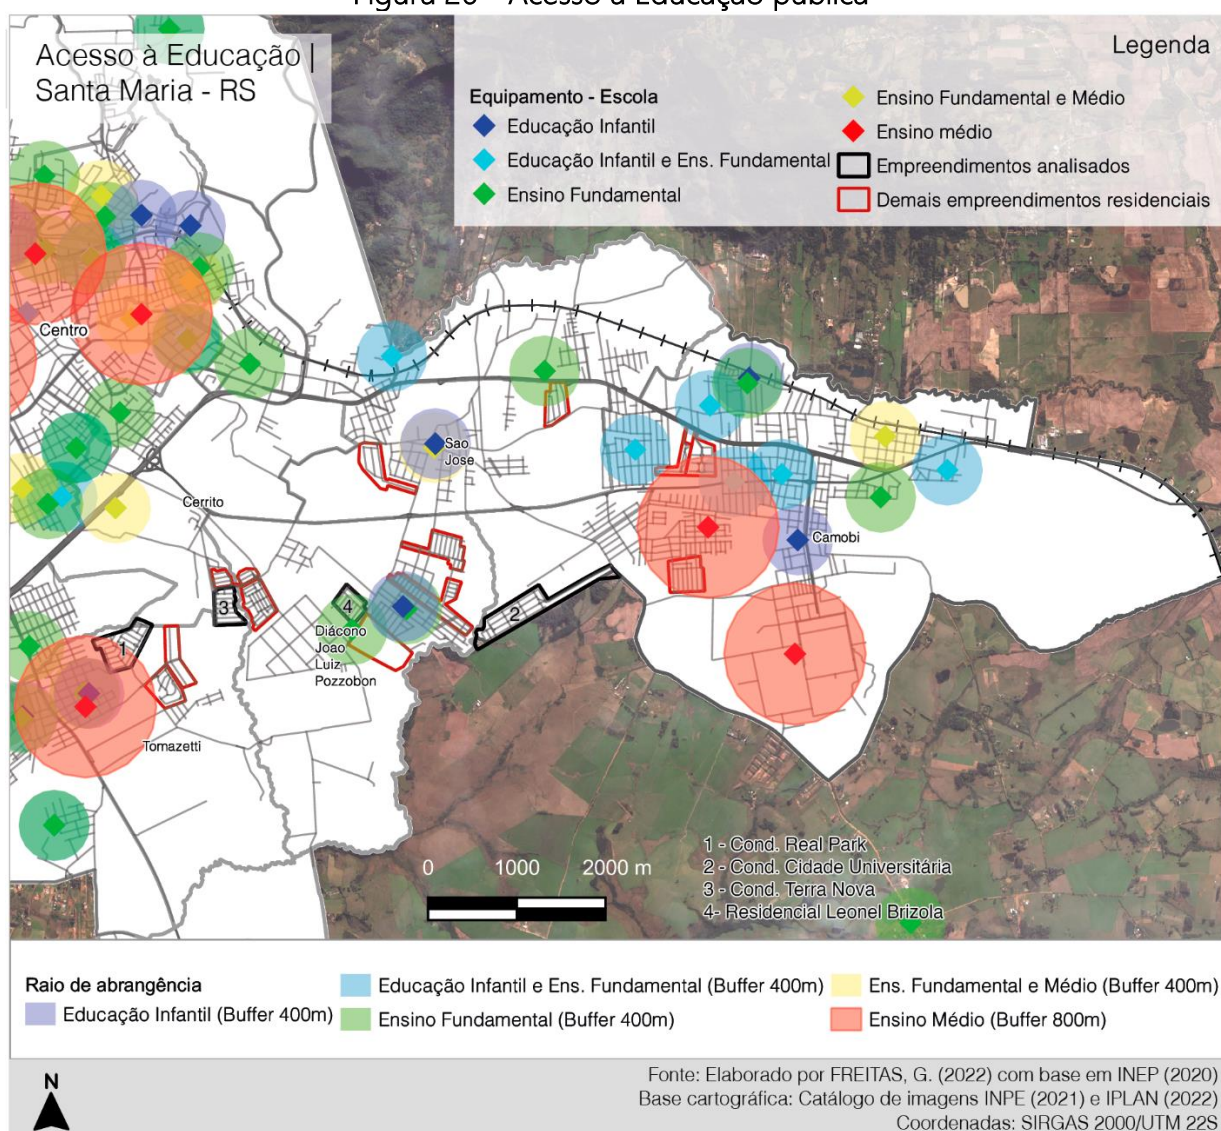 Figura 20 - Acesso à Educação pública
Acesso à Educação |
Santa Maria - RS
Legenda
Equipamento - Escola
Educação Infantil
Educação Infantil e Ens. Fundamental
Ensino Fundamental
Ensino Fundamental e Médio
Ensino médio
Empreendimentos analisados
Demais empreendimentos residenciais
Centro
Sao
Jose
Cerrito
Camobi
3
4
2
1
Diácono
Joao
Luiz
Pozzobon
Tomazetti
0 1000 2000 m
1 - Cond. Real Park
2 - Cond. Cidade Universitária
3 - Cond. Terra Nova
4- Residencial Leonel Brizola
Raio de abrangência
Educação Infantil (Buffer 400m)
Educação Infantil e Ens. Fundamental (Buffer 400m)
Ensino Fundamental (Buffer 400m)
Ens. Fundamental e Médio (Buffer 400m)
Ensino Médio (Buffer 800m)
N
Fonte: Elaborado por FREITAS, G. (2022) com base em INEP (2020)
Base cartográfica: Catálogo de imagens INPE (2021) e IPLAN (2022)
Coordenadas: SIRGAS 2000/UTM 22S